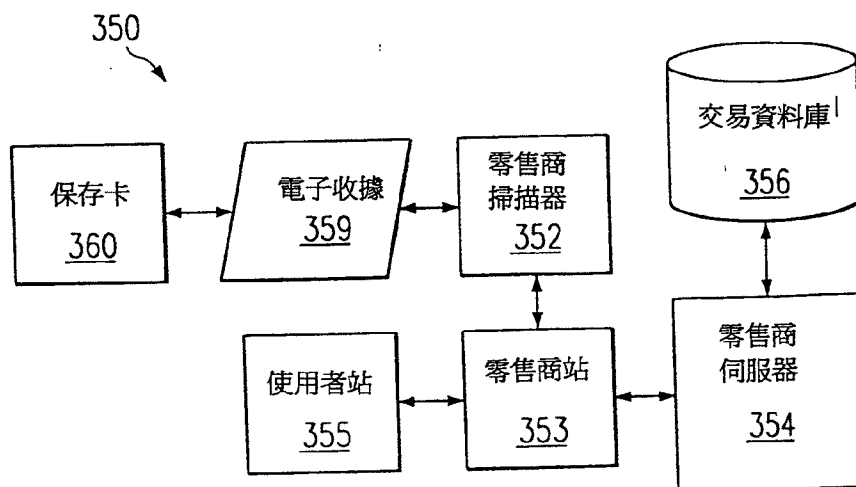 350
保存卡
360
電子收據
359
零售商
掃描器
352
交易資料庫
356
使用者站
355
零售商站
353
零售商
伺服器
354